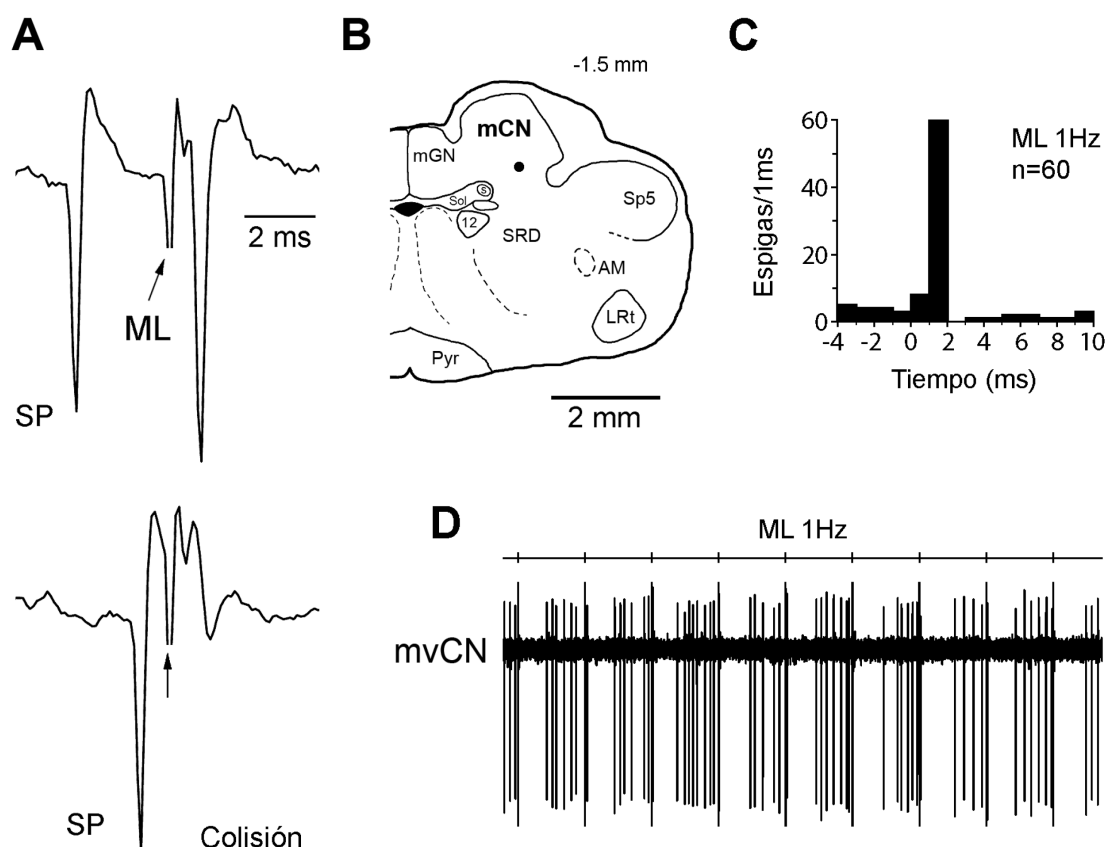 A
ML
2 ms
SP
SP
Colisión
B
-1.5 mm
mCN
mGN
s
Sol
12
SRD
Sp5
AM
LRt
Pyr
2 mm
C
60
40
20
0
Espigas/1ms
ML 1Hz
n=60
-4 -2 0 2 4 6 8 10
Tiempo (ms)
D
ML 1Hz
mvCN